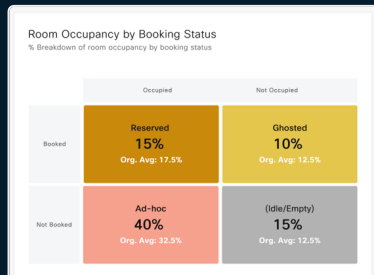 Room Occupancy by Booking Status
% Breakdown of room occupancy by booking status
Occupied
Not Occupied
Booked
Reserved
15%
Org. Avg: 17.5%
Ghosted
10%
Org. Avg: 12.5%
Not Booked
Ad-hoc
40%
Org. Avg: 32.5%
(Idle/Empty)
15%
Org. Avg: 12.5%